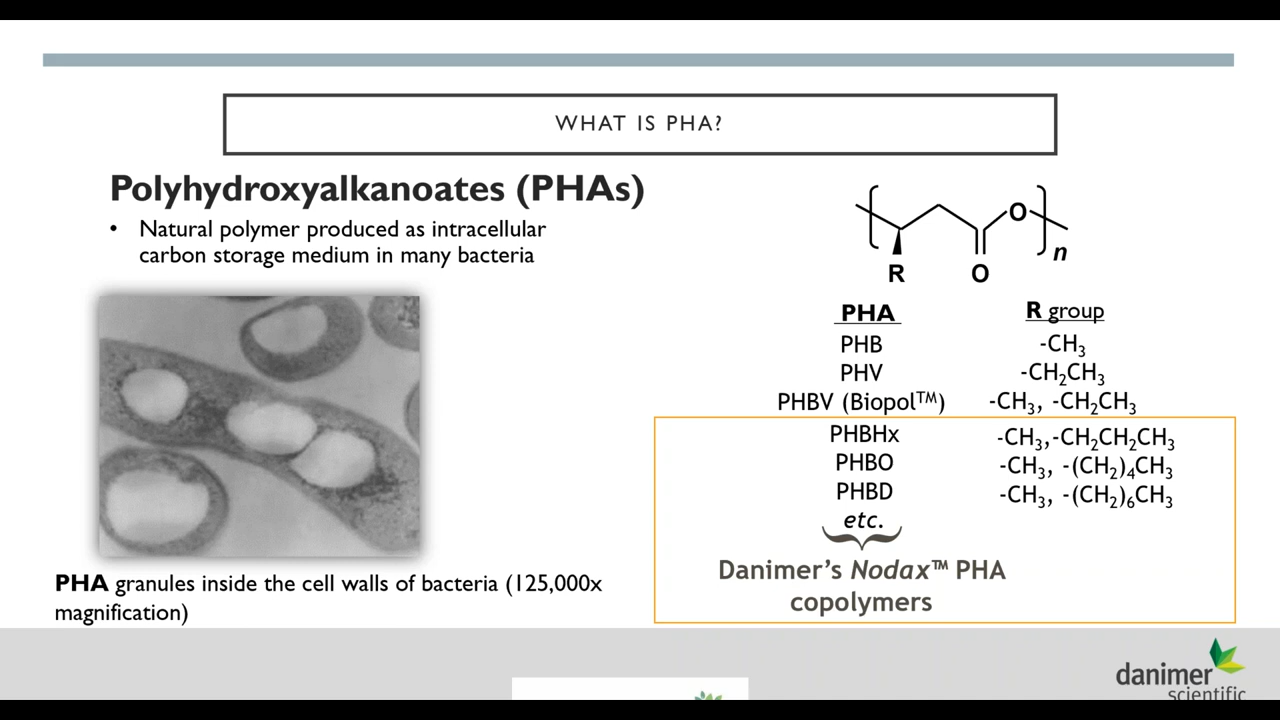 WHAT IS PHA?
Polyhydroxyalkanoates (PHAs)
• Natural polymer produced as intracellular
carbon storage medium in many bacteria
PHA granules inside the cell walls of bacteria (125,000x
magnification)
O
n
R
O
PHA R group
PHB -CH₃
PHV -CH₂CH₃
PHBV (Biopol™) -CH₃, -CH₂CH₃
PHBHx -CH₃,-CH₂CH₂CH₃
PHBO -CH₃, -(CH₂)₄CH₃
PHBD -CH₃, -(CH₂)₆CH₃
etc.
Danimer’s Nodax™ PHA
copolymers
danimer
scientific